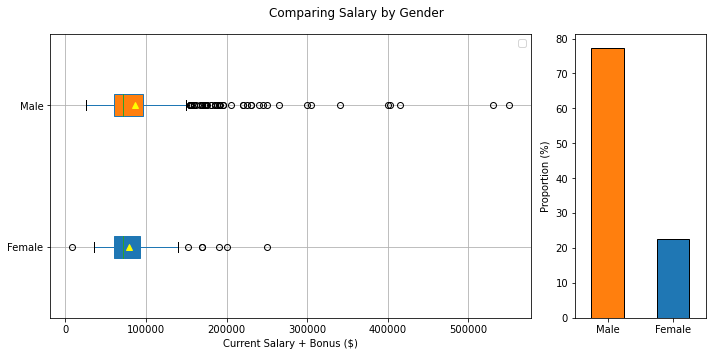 Comparing Salary by Gender
Male
Female
0
100000
200000
300000
400000
500000
Current Salary + Bonus ($)
Proportion (%)
80
70
60
50
40
30
20
10
0
Male
Female